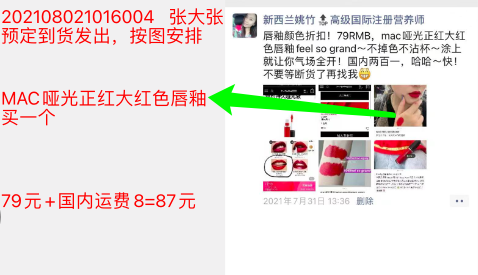 202108021016004 张大张
预定到货发出，按图安排
MAC哑光正红大红色唇釉
买一个
79元+国内运费8=87元
新西兰姚竹🎩高级国际注册营养师
唇釉颜色折扣！79RMB，mac哑光正红大红
色唇釉feel so grand～不掉色不沾杯～涂上
就让你气场全开！国内两百一，哈哈～快！
不要等断货了再找我😁
2021年7月31日 13:36 删除